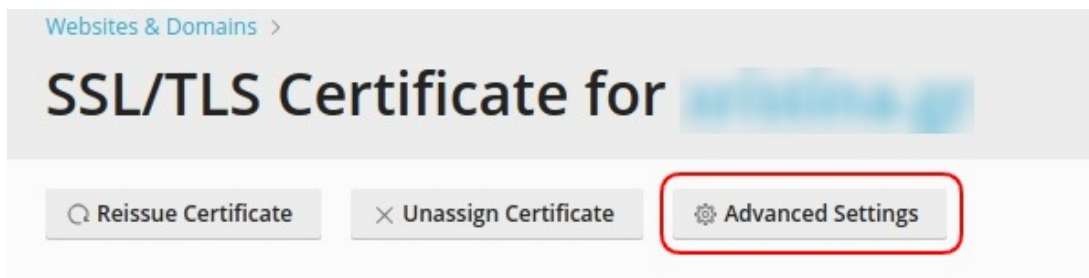 Websites & Domains >
SSL/TLS Certificate for
Reissue Certificate
Unassign Certificate
Advanced Settings